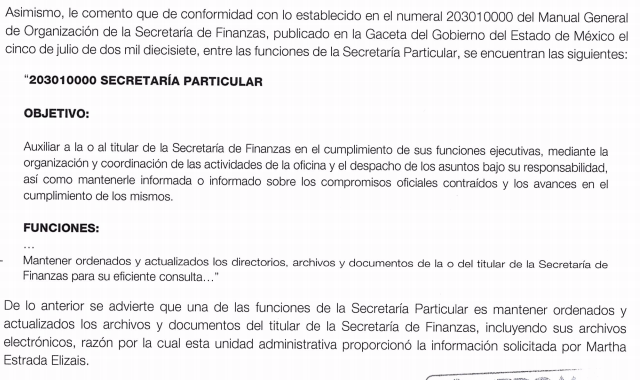 Asimismo, le comento que de conformidad con lo establecido en el numeral 203010000 del Manual General
de Organización de la Secretaría de Finanzas, publicado en la Gaceta del Gobierno del Estado de México el
cinco de julio de dos mil diecisiete, entre las funciones de la Secretaría Particular, se encuentran las siguientes:
"203010000 SECRETARÍA PARTICULAR
OBJETIVO:
Auxiliar a la o al titular de la Secretaría de Finanzas en el cumplimiento de sus funciones ejecutivas, mediante la
organización y coordinación de las actividades de la oficina y el despacho de los asuntos bajo su responsabilidad,
así como mantenerle informada o informado sobre los compromisos oficiales contraídos y los avances en el
cumplimiento de los mismos.
FUNCIONES:
...
- Mantener ordenados y actualizados los directorios, archivos y documentos de la o del titular de la Secretaría de
Finanzas para su eficiente consulta..."
De lo anterior se advierte que una de las funciones de la Secretaría Particular es mantener ordenados y
actualizados los archivos y documentos del titular de la Secretaría de Finanzas, incluyendo sus archivos
electrónicos, razón por la cual esta unidad administrativa proporcionó la información solicitada por Martha
Estrada Elizais.